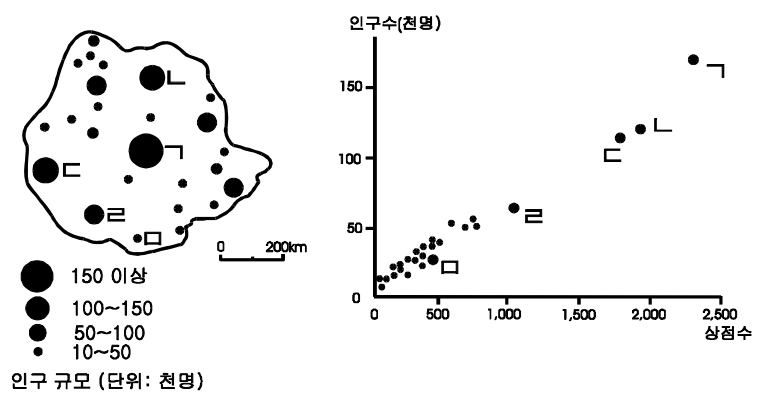 ㄴ
ㄱ
ㄷ
ㄹ
ㅁ
0 200km
150 이상
100~150
50~100
10~50
인구 규모 (단위: 천명)
인구수(천명)
150
100
50
0
ㄱ
ㄴ
ㄷ
ㄹ
ㅁ
0 500 1,000 1,500 2,000 2,500
상점수